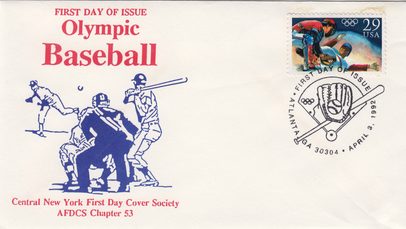 FIRST DAY OF ISSUE
Olympic
Baseball
Central New York First Day Cover Society
AFDCS Chapter 53
29
USA
• FIRST DAY OF ISSUE •
ATLANTA, GA 30304 • APRIL 3, 1992